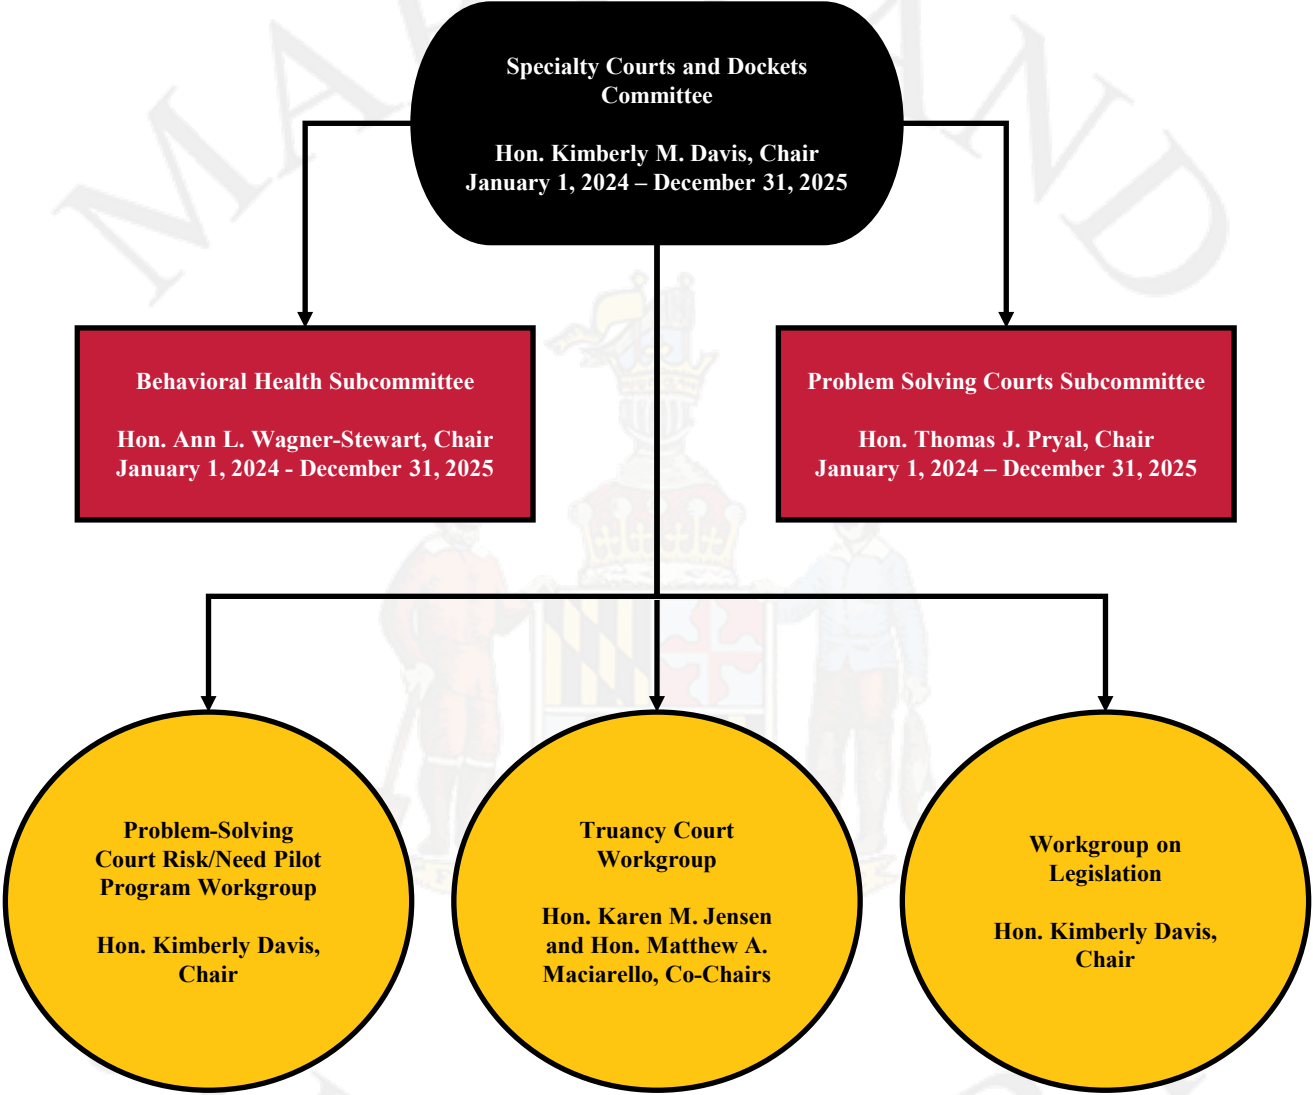 Specialty Courts and Dockets
Committee
Hon. Kimberly M. Davis, Chair
January 1, 2024 – December 31, 2025
Behavioral Health Subcommittee
Hon. Ann L. Wagner-Stewart, Chair
January 1, 2024 - December 31, 2025
Problem Solving Courts Subcommittee
Hon. Thomas J. Pryal, Chair
January 1, 2024 – December 31, 2025
Problem-Solving
Court Risk/Need Pilot
Program Workgroup
Hon. Kimberly Davis,
Chair
Truancy Court
Workgroup
Hon. Karen M. Jensen
and Hon. Matthew A.
Maciarello, Co-Chairs
Workgroup on
Legislation
Hon. Kimberly Davis,
Chair